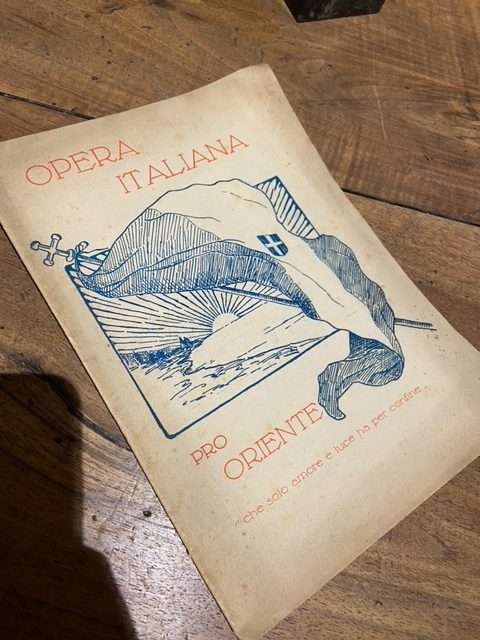 OPERA
ITALIANA
PRO
ORIENTE
"che solo amore e luce ha per confine„